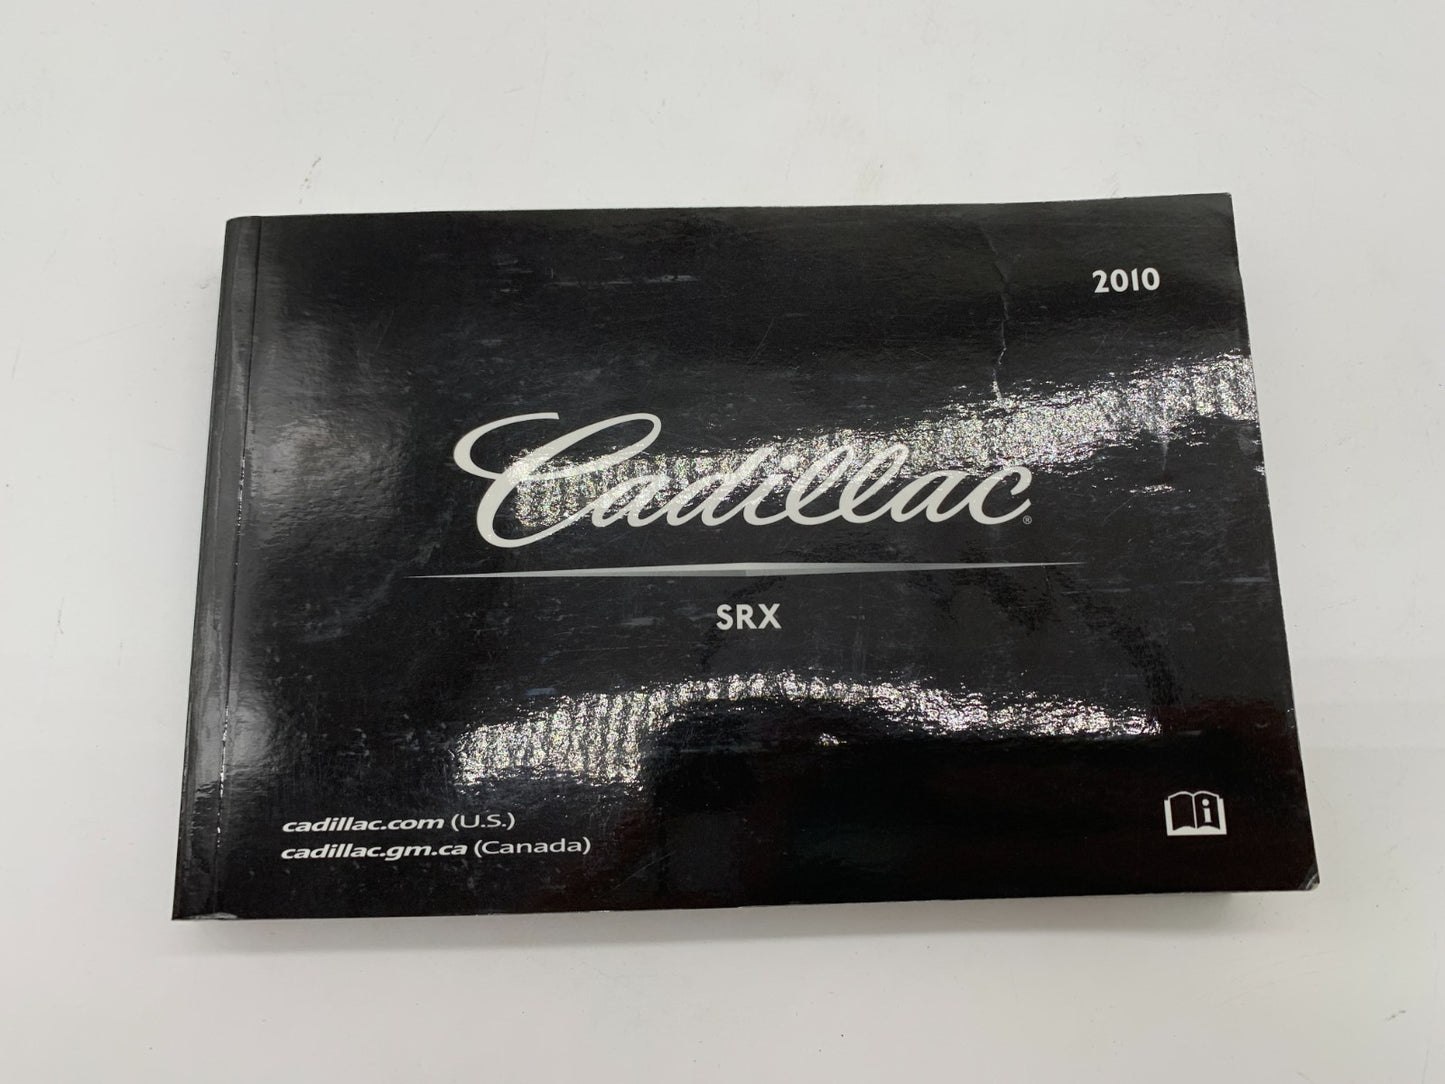 2010
Cadillac®
SRX
cadillac.com (U.S.)
cadillac.gm.ca (Canada)
i